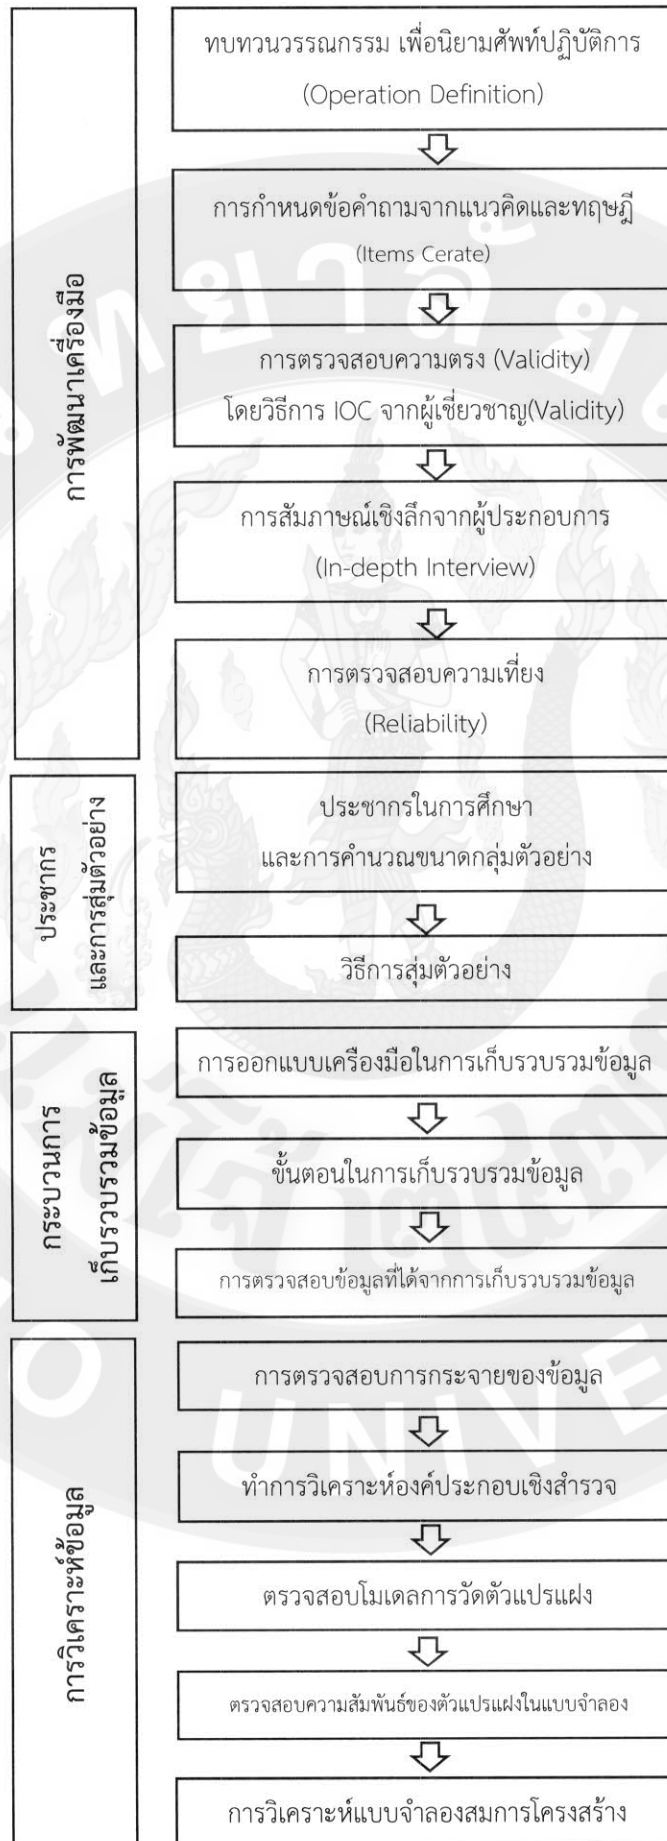 การพัฒนาเครื่องมือ
ทบทวนวรรณกรรม เพื่อนิยามศัพท์ปฏิบัติการ
(Operation Definition)
การกำหนดข้อคำถามจากแนวคิดและทฤษฎี
(Items Cerate)
การตรวจสอบความตรง (Validity)
โดยวิธีการ IOC จากผู้เชี่ยวชาญ(Validity)
การสัมภาษณ์เชิงลึกจากผู้ประกอบการ
(In-depth Interview)
การตรวจสอบความเที่ยง
(Reliability)
ประชากร
และการสุ่มตัวอย่าง
ประชากรในการศึกษา
และการคำนวณขนาดกลุ่มตัวอย่าง
วิธีการสุ่มตัวอย่าง
กระบวนการ
เก็บรวบรวมข้อมูล
การออกแบบเครื่องมือในการเก็บรวบรวมข้อมูล
ขั้นตอนในการเก็บรวบรวมข้อมูล
การตรวจสอบข้อมูลที่ได้จากการเก็บรวบรวมข้อมูล
การวิเคราะห์ข้อมูล
การตรวจสอบการกระจายของข้อมูล
ทำการวิเคราะห์องค์ประกอบเชิงสำรวจ
ตรวจสอบโมเดลการวัดตัวแปรแฝง
ตรวจสอบความสัมพันธ์ของตัวแปรแฝงในแบบจำลอง
การวิเคราะห์แบบจำลองสมการโครงสร้าง